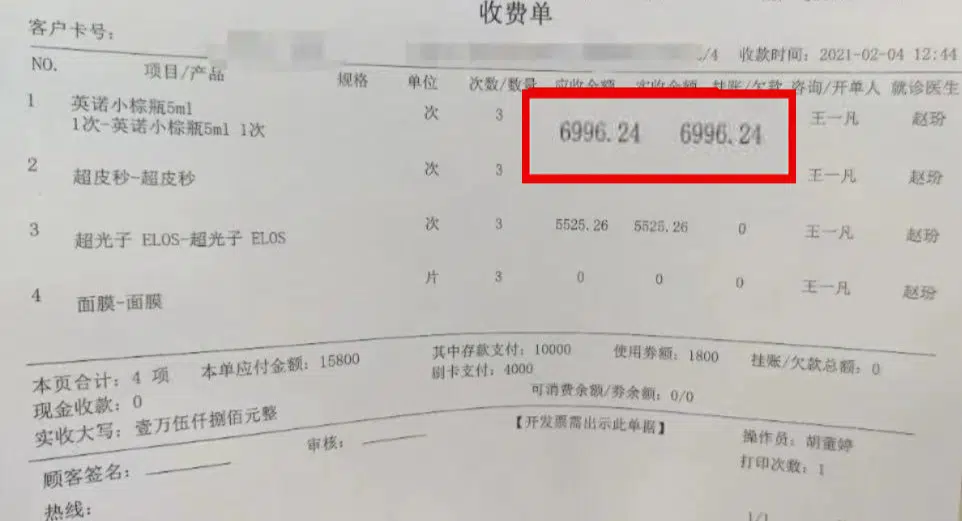 收费单
客户卡号: /4 收款时间: 2021-02-04 12:44
NO. 项目/产品 规格 单位 次数/数量 应收金额 实收金额 挂账/欠款 咨询/开单人 就诊医生
1 英诺小棕瓶5ml 次 3 6996.24 6996.24 王一凡 赵玢
1次-英诺小棕瓶5ml 1次
2 超皮秒-超皮秒 次 3 王一凡 赵玢
3 超光子 ELOS-超光子 ELOS 次 3 5525.26 5525.26 0 王一凡 赵玢
4 面膜-面膜 片 3 0 0 0 王一凡 赵玢
本页合计: 4 项 本单应付金额: 15800 其中存款支付: 10000 使用券额: 1800 挂账/欠款总额: 0
现金收款: 0 刷卡支付: 4000 可消费余额/券余额: 0/0
实收大写: 壹万伍仟捌佰元整 【开发票需出示此单据】
顾客签名: 审核: 操作员: 胡童婷
打印次数: 1
热线:
1/1